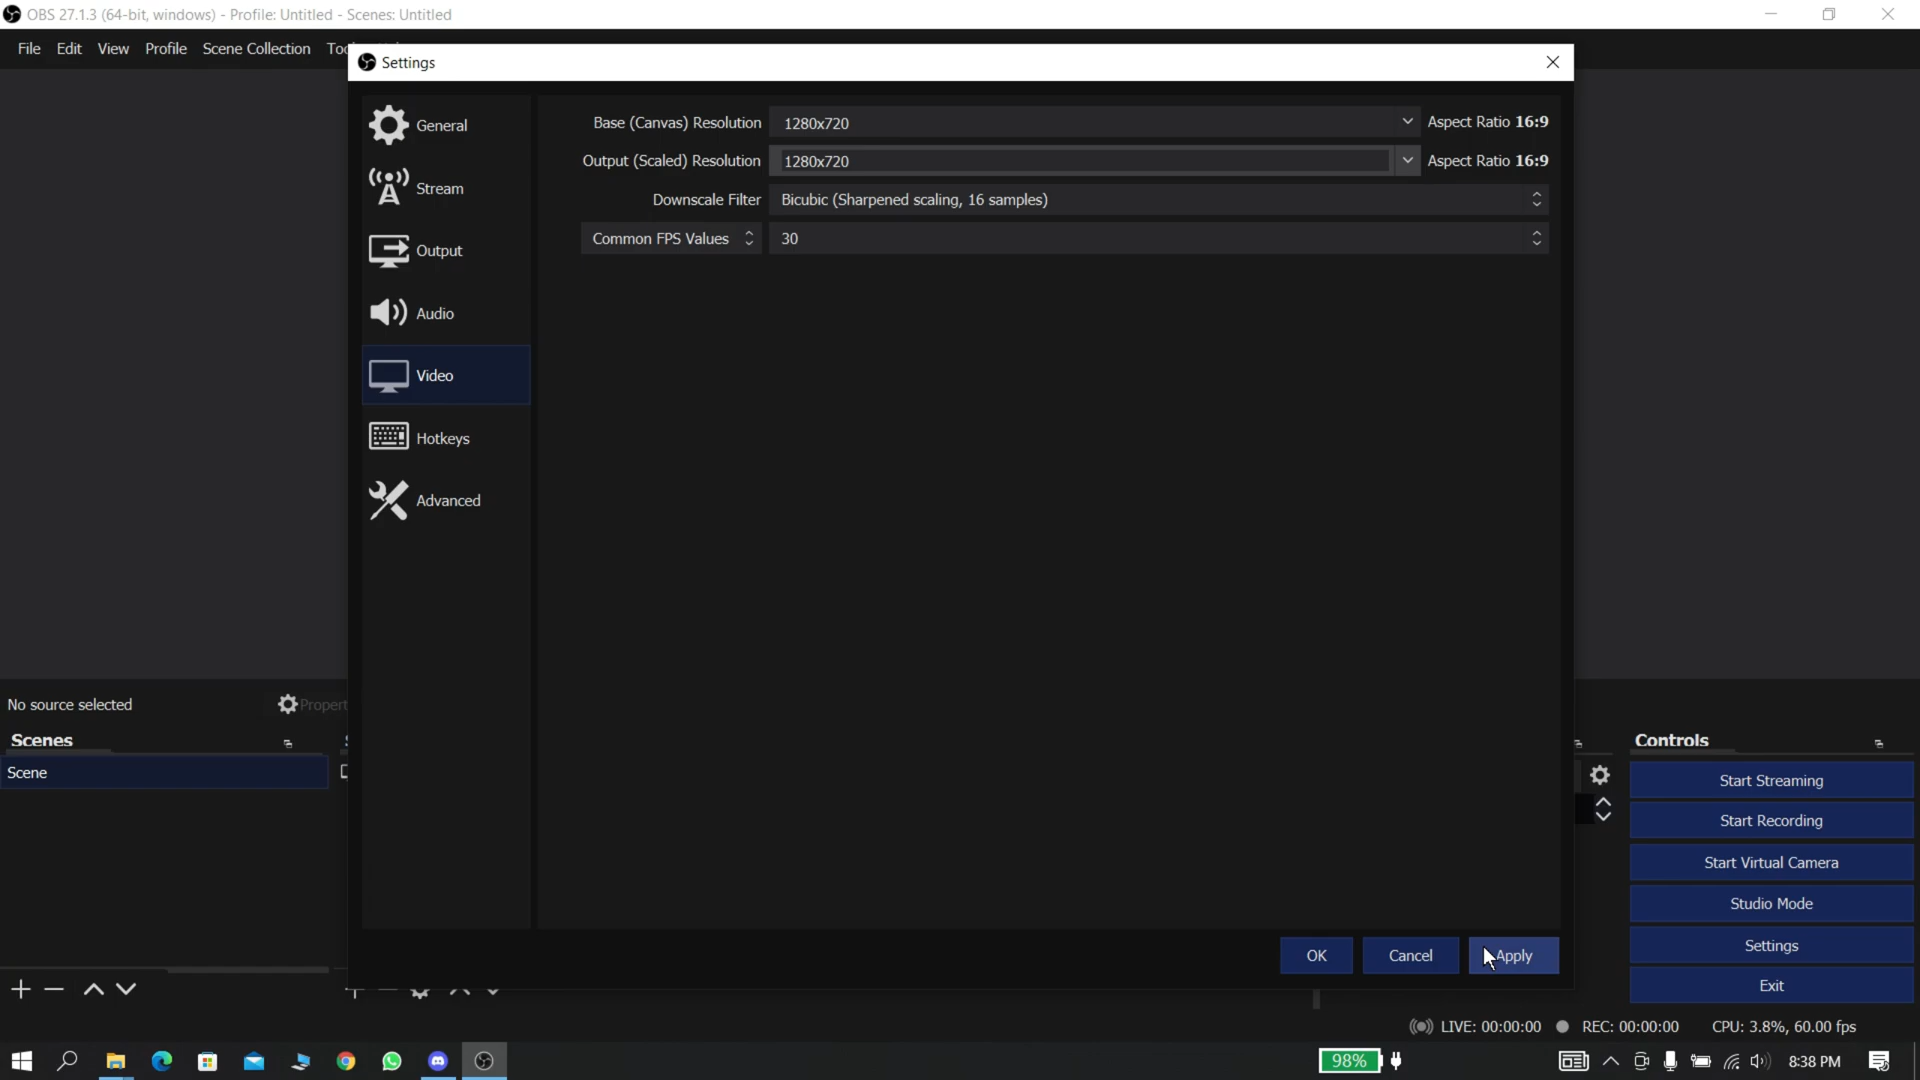 OBS 27.1.3 (64-bit, windows) - Profile: Untitled - Scenes: Untitled
File Edit View Profile Scene Collection
Settings
General
Stream
Output
Audio
Video
Hotkeys
Advanced
Base (Canvas) Resolution 1280x720 Aspect Ratio 16:9
Output (Scaled) Resolution 1280x720 Aspect Ratio 16:9
Downscale Filter Bicubic (Sharpened scaling, 16 samples)
Common FPS Values 30
OK Cancel Apply
No source selected
Scenes
Scene
Controls
Start Streaming
Start Recording
Start Virtual Camera
Studio Mode
Settings
Exit
LIVE: 00:00:00 REC: 00:00:00 CPU: 3.8%, 60.00 fps
98% 8:38 PM